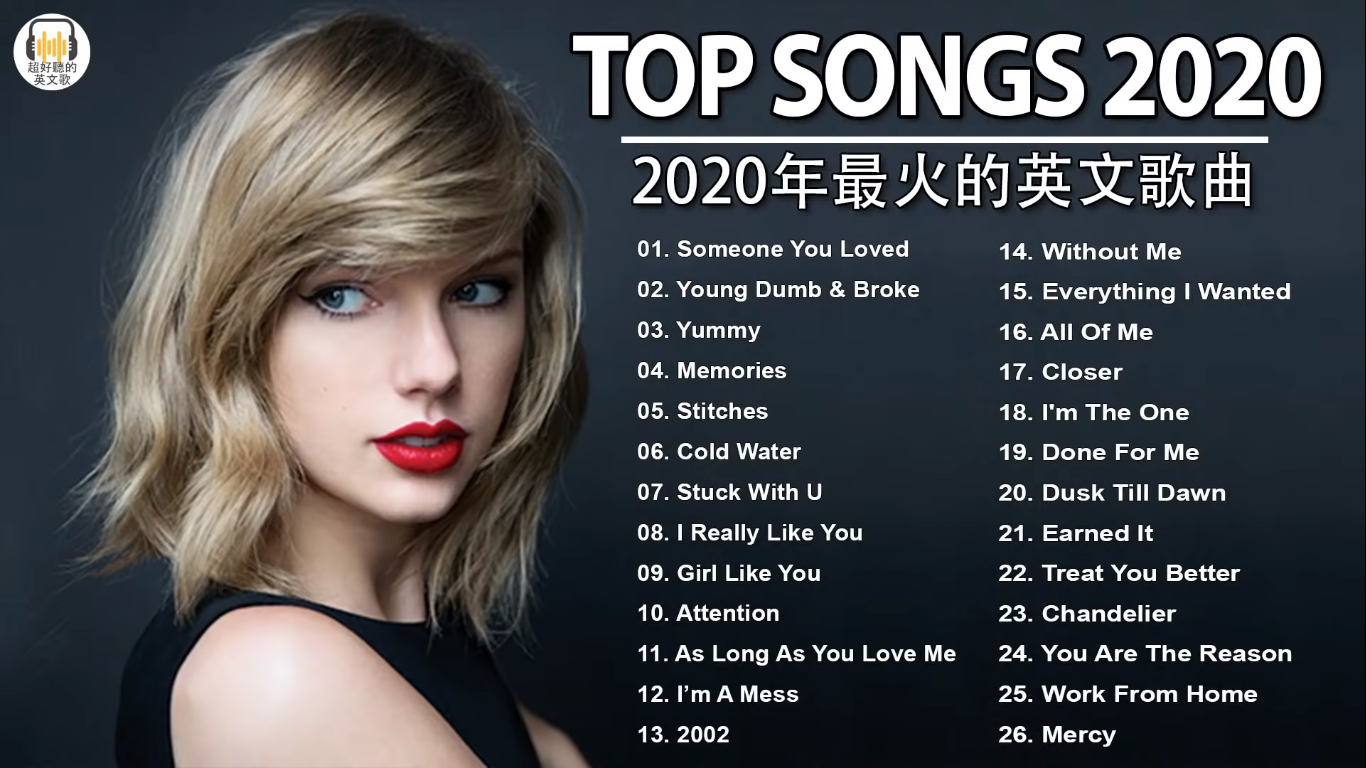 超好聽的
英文歌
TOP SONGS 2020
2020年最火的英文歌曲
01. Someone You Loved
02. Young Dumb & Broke
03. Yummy
04. Memories
05. Stitches
06. Cold Water
07. Stuck With U
08. I Really Like You
09. Girl Like You
10. Attention
11. As Long As You Love Me
12. I’m A Mess
13. 2002
14. Without Me
15. Everything I Wanted
16. All Of Me
17. Closer
18. I'm The One
19. Done For Me
20. Dusk Till Dawn
21. Earned It
22. Treat You Better
23. Chandelier
24. You Are The Reason
25. Work From Home
26. Mercy